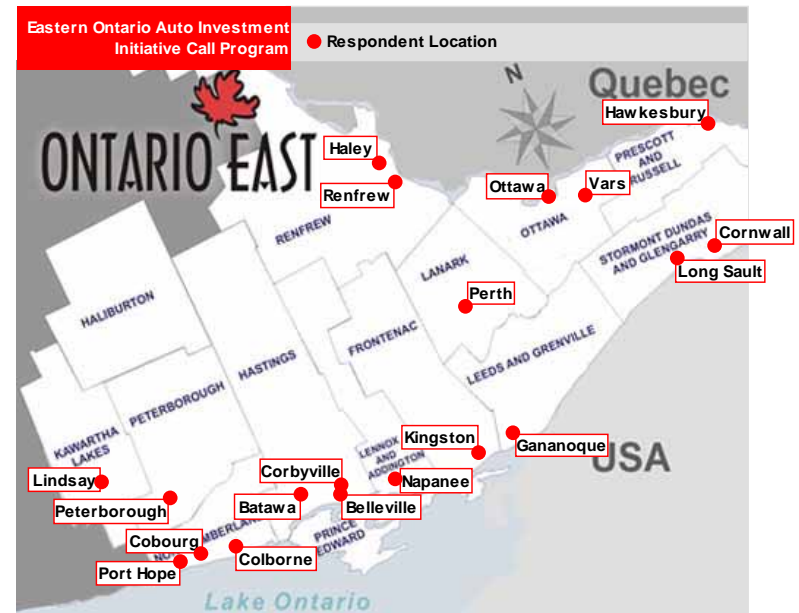 Eastern Ontario Auto Investment
Initiative Call Program
Respondent Location
N
Quebec
Hawkesbury
ONTARIO EAST
PRESCOTT
AND
RUSSELL
Haley
Renfrew
Ottawa
Vars
OTTAWA
RENFREW
STORMONT DUNDAS
AND GLENGARRY
Cornwall
Long Sault
LANARK
Perth
HALIBURTON
FRONTENAC
LEEDS AND GRENVILLE
HASTINGS
PETERBOROUGH
KAWARTHA
LAKES
Kingston
Gananoque
USA
LENNOX
AND
ADDINGTON
Lindsay
Corbyville
Napanee
Peterborough
Batawa
Belleville
NORTHUMBERLAND
PRINCE
EDWARD
Cobourg
Colborne
Port Hope
Lake Ontario